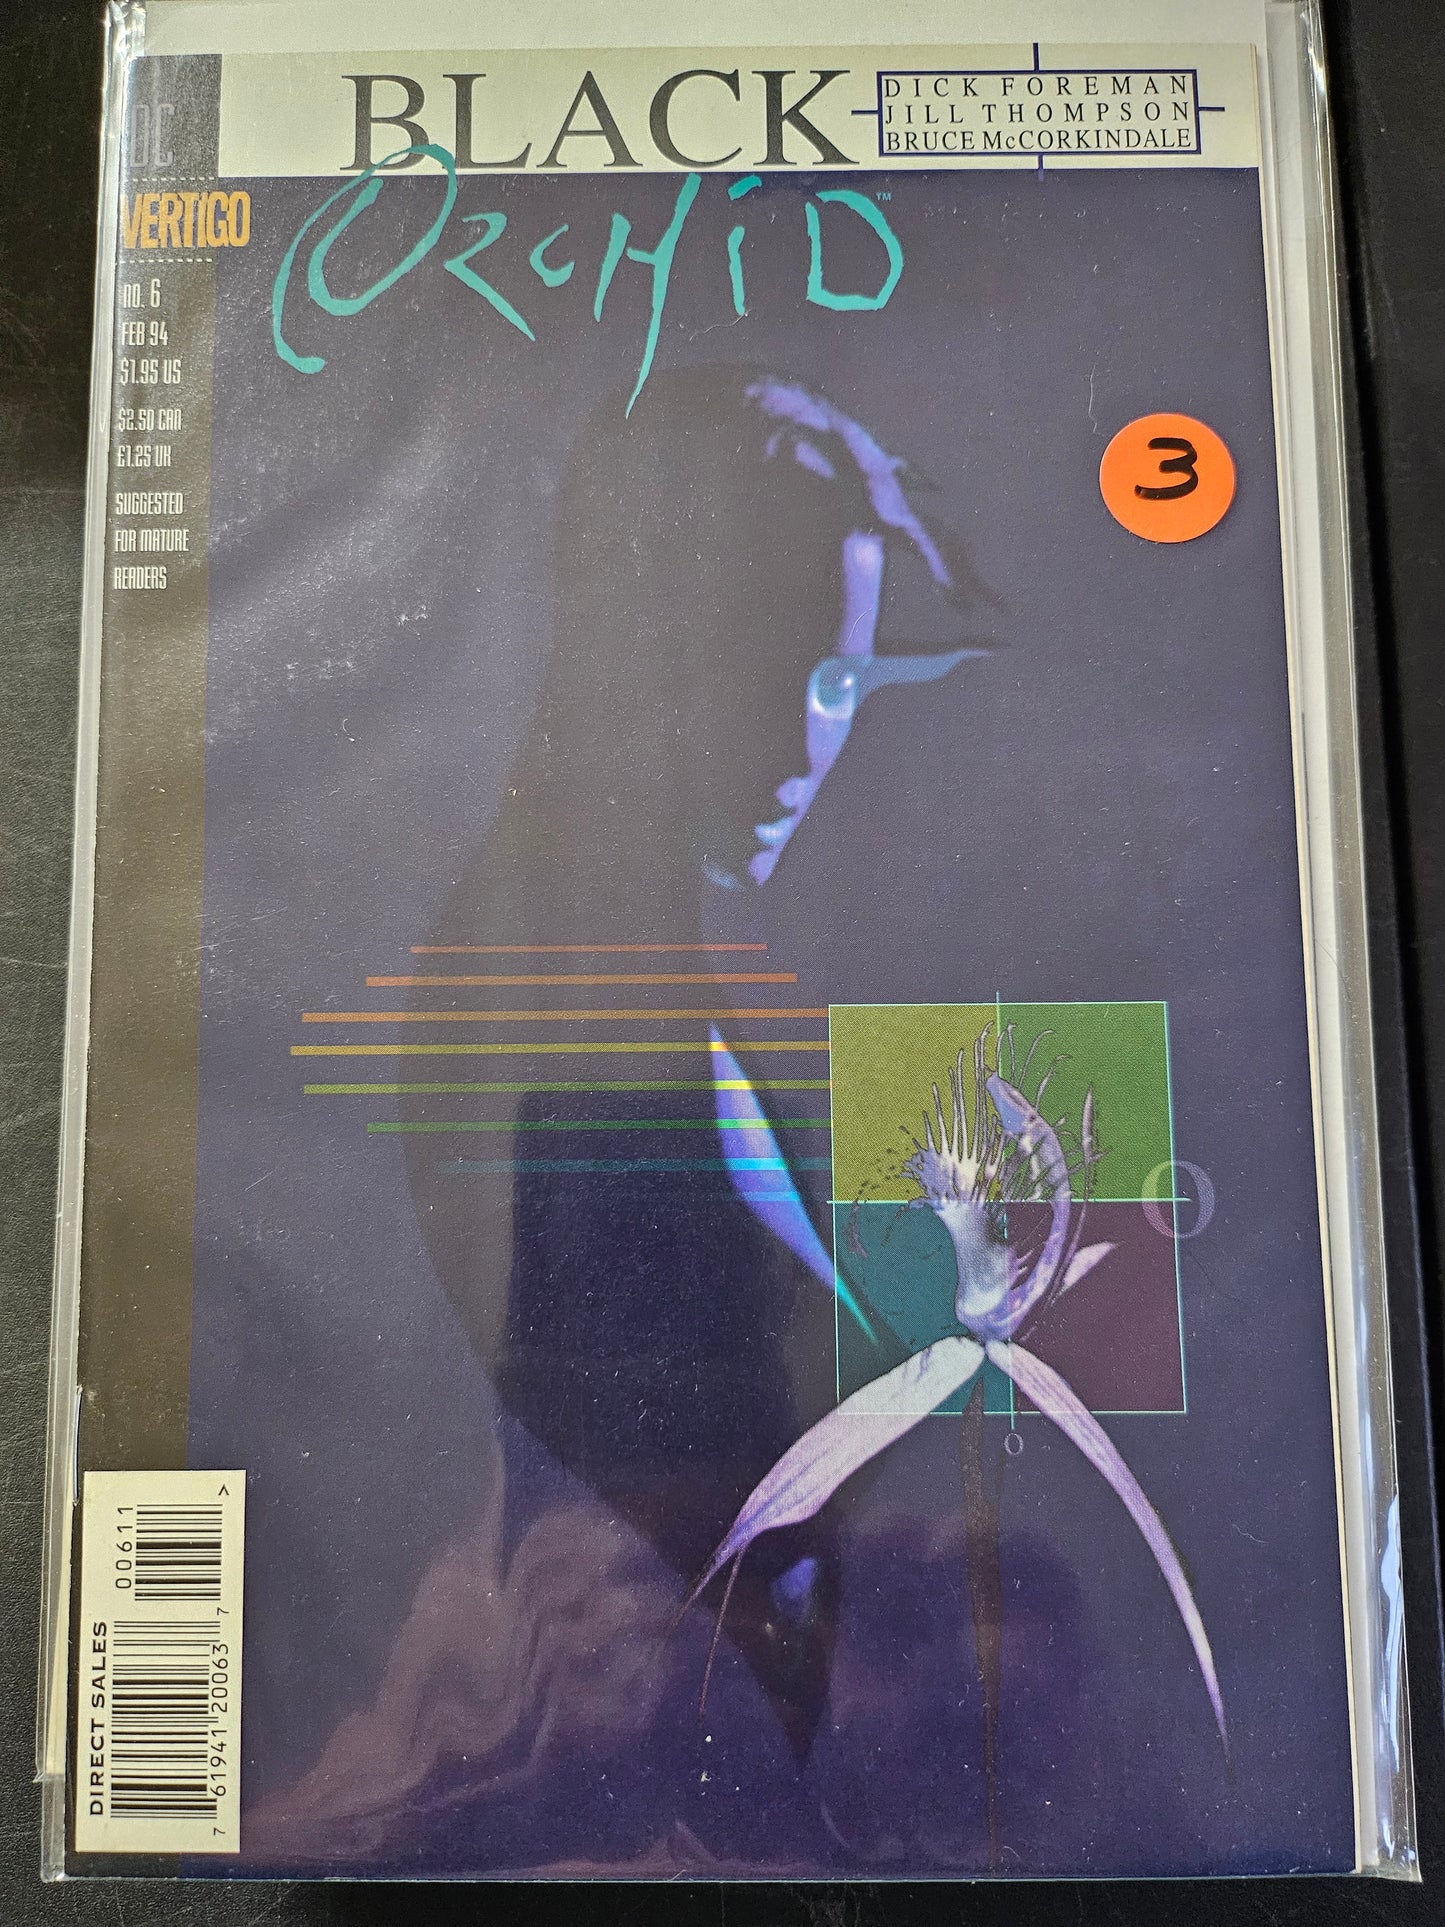 BLACK
ORCHID™
DICK FOREMAN
JILL THOMPSON
BRUCE McCORKINDALE
DC
VERTIGO
no. 6
FEB 94
$1.95 US
$2.50 CAN
£1.25 UK
SUGGESTED
FOR MATURE
READERS
3
O
O
DIRECT SALES
00611 >
7 61941 20063 7